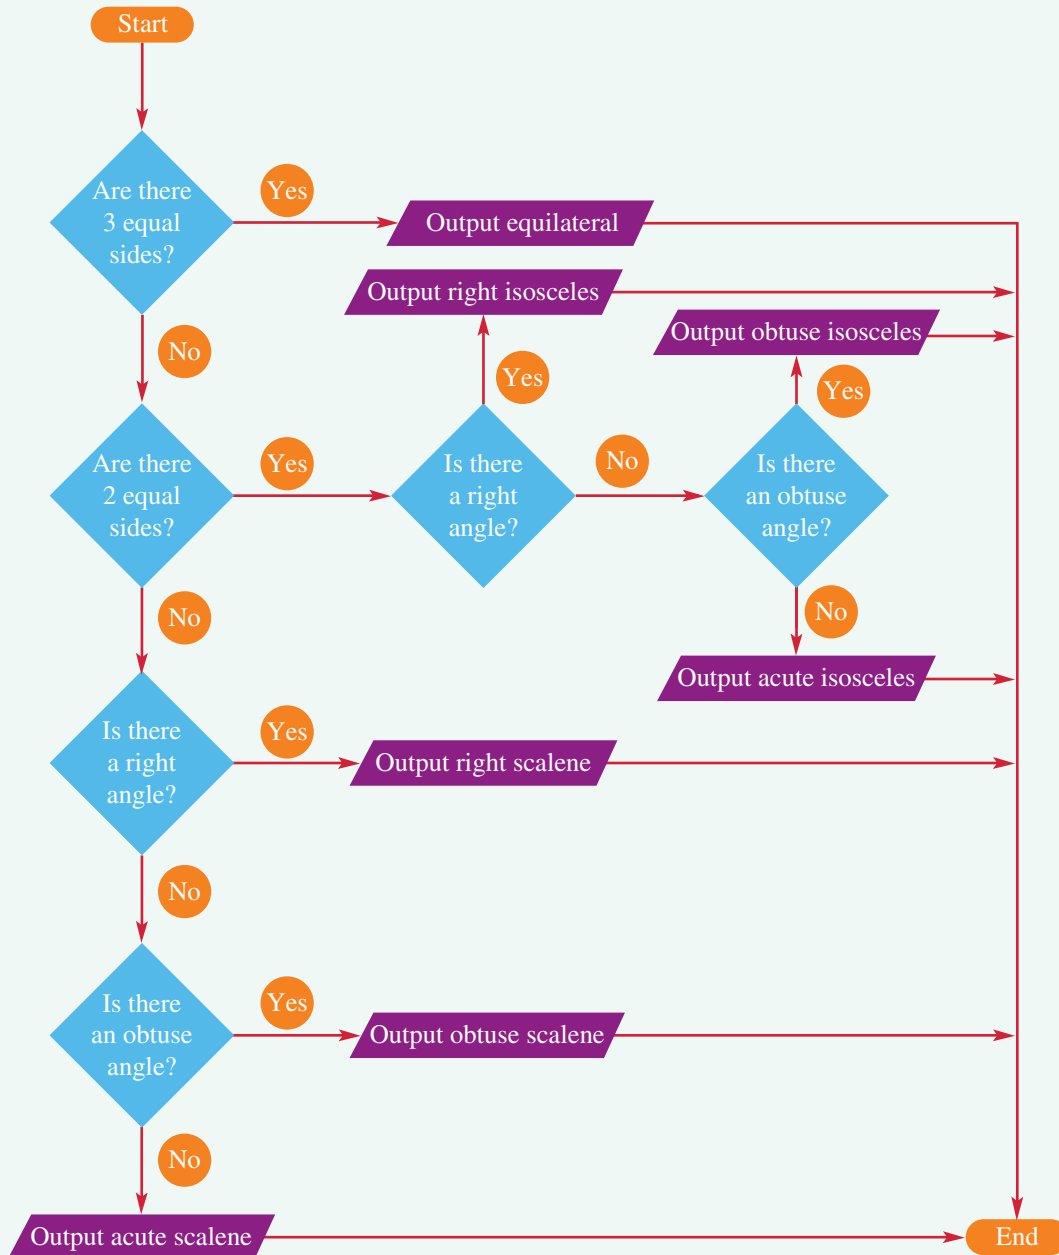 Start
Are there
3 equal
sides?
Yes
Output equilateral
No
Output right isosceles
Output obtuse isosceles
Yes
Yes
Are there
2 equal
sides?
Yes
Is there
a right
angle?
No
Is there
an obtuse
angle?
No
No
Output acute isosceles
Is there
a right
angle?
Yes
Output right scalene
No
Is there
an obtuse
angle?
Yes
Output obtuse scalene
No
Output acute scalene
End